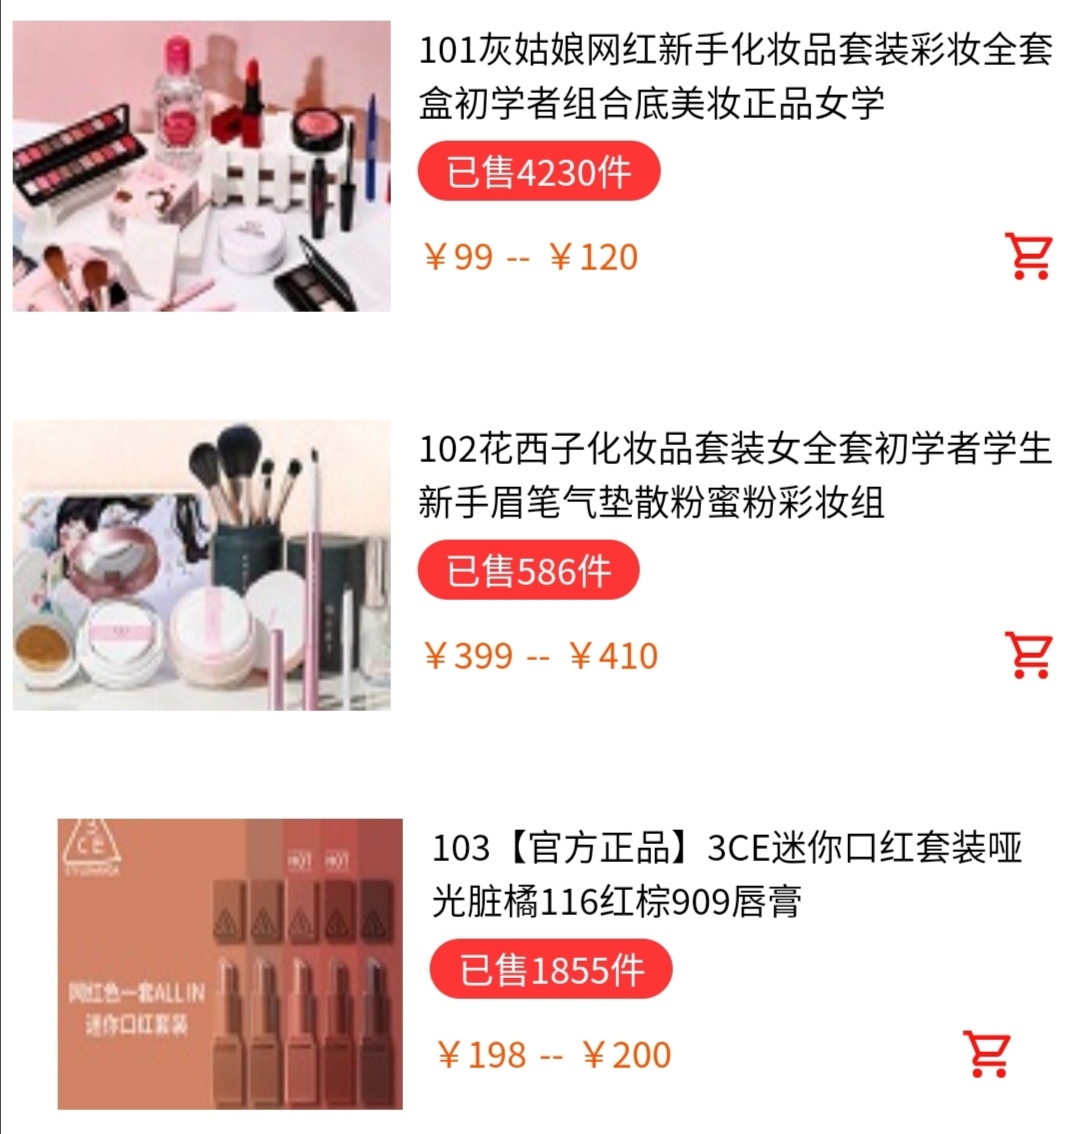 101灰姑娘网红新手化妆品套装彩妆全套
盒初学者组合底美妆正品女学
已售4230件
￥99 -- ￥120
102花西子化妆品套装女全套初学者学生
新手眉笔气垫散粉蜜粉彩妆组
已售586件
￥399 -- ￥410
3CE
STYLENANDA
HOT HOT
网红色一套ALL IN
迷你口红套装
103【官方正品】3CE迷你口红套装哑
光脏橘116红棕909唇膏
已售1855件
￥198 -- ￥200